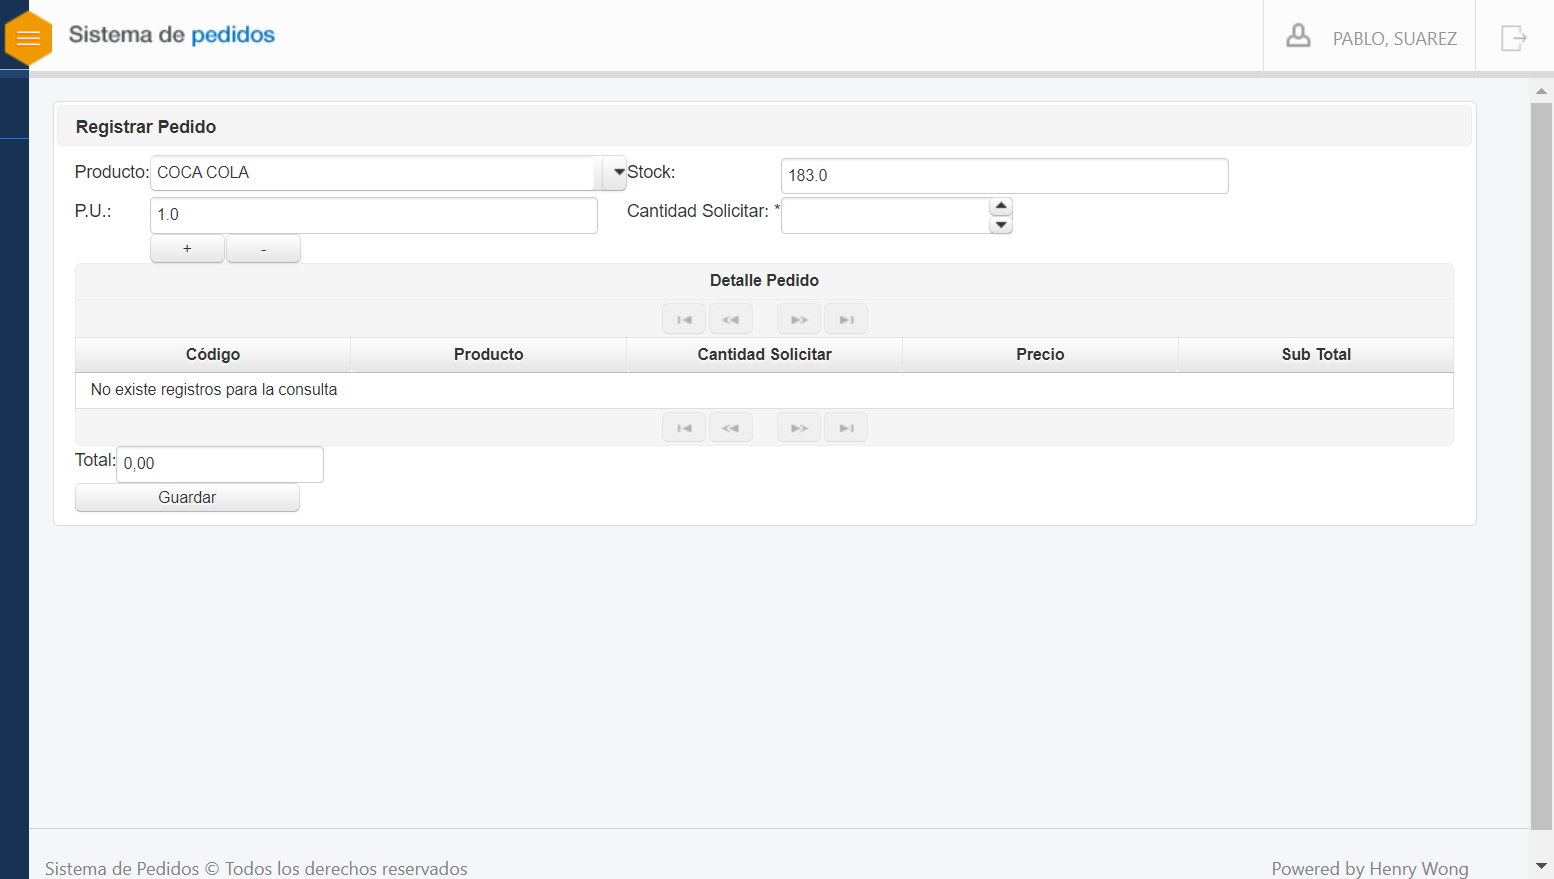 Sistema de pedidos
PABLO, SUAREZ
Registrar Pedido
Producto: COCA COLA Stock: 183.0
P.U.: 1.0 Cantidad Solicitar: *
+ -
Detalle Pedido
Código Producto Cantidad Solicitar Precio Sub Total
No existe registros para la consulta
Total: 0,00
Guardar
Sistema de Pedidos © Todos los derechos reservados
Powered by Henry Wong